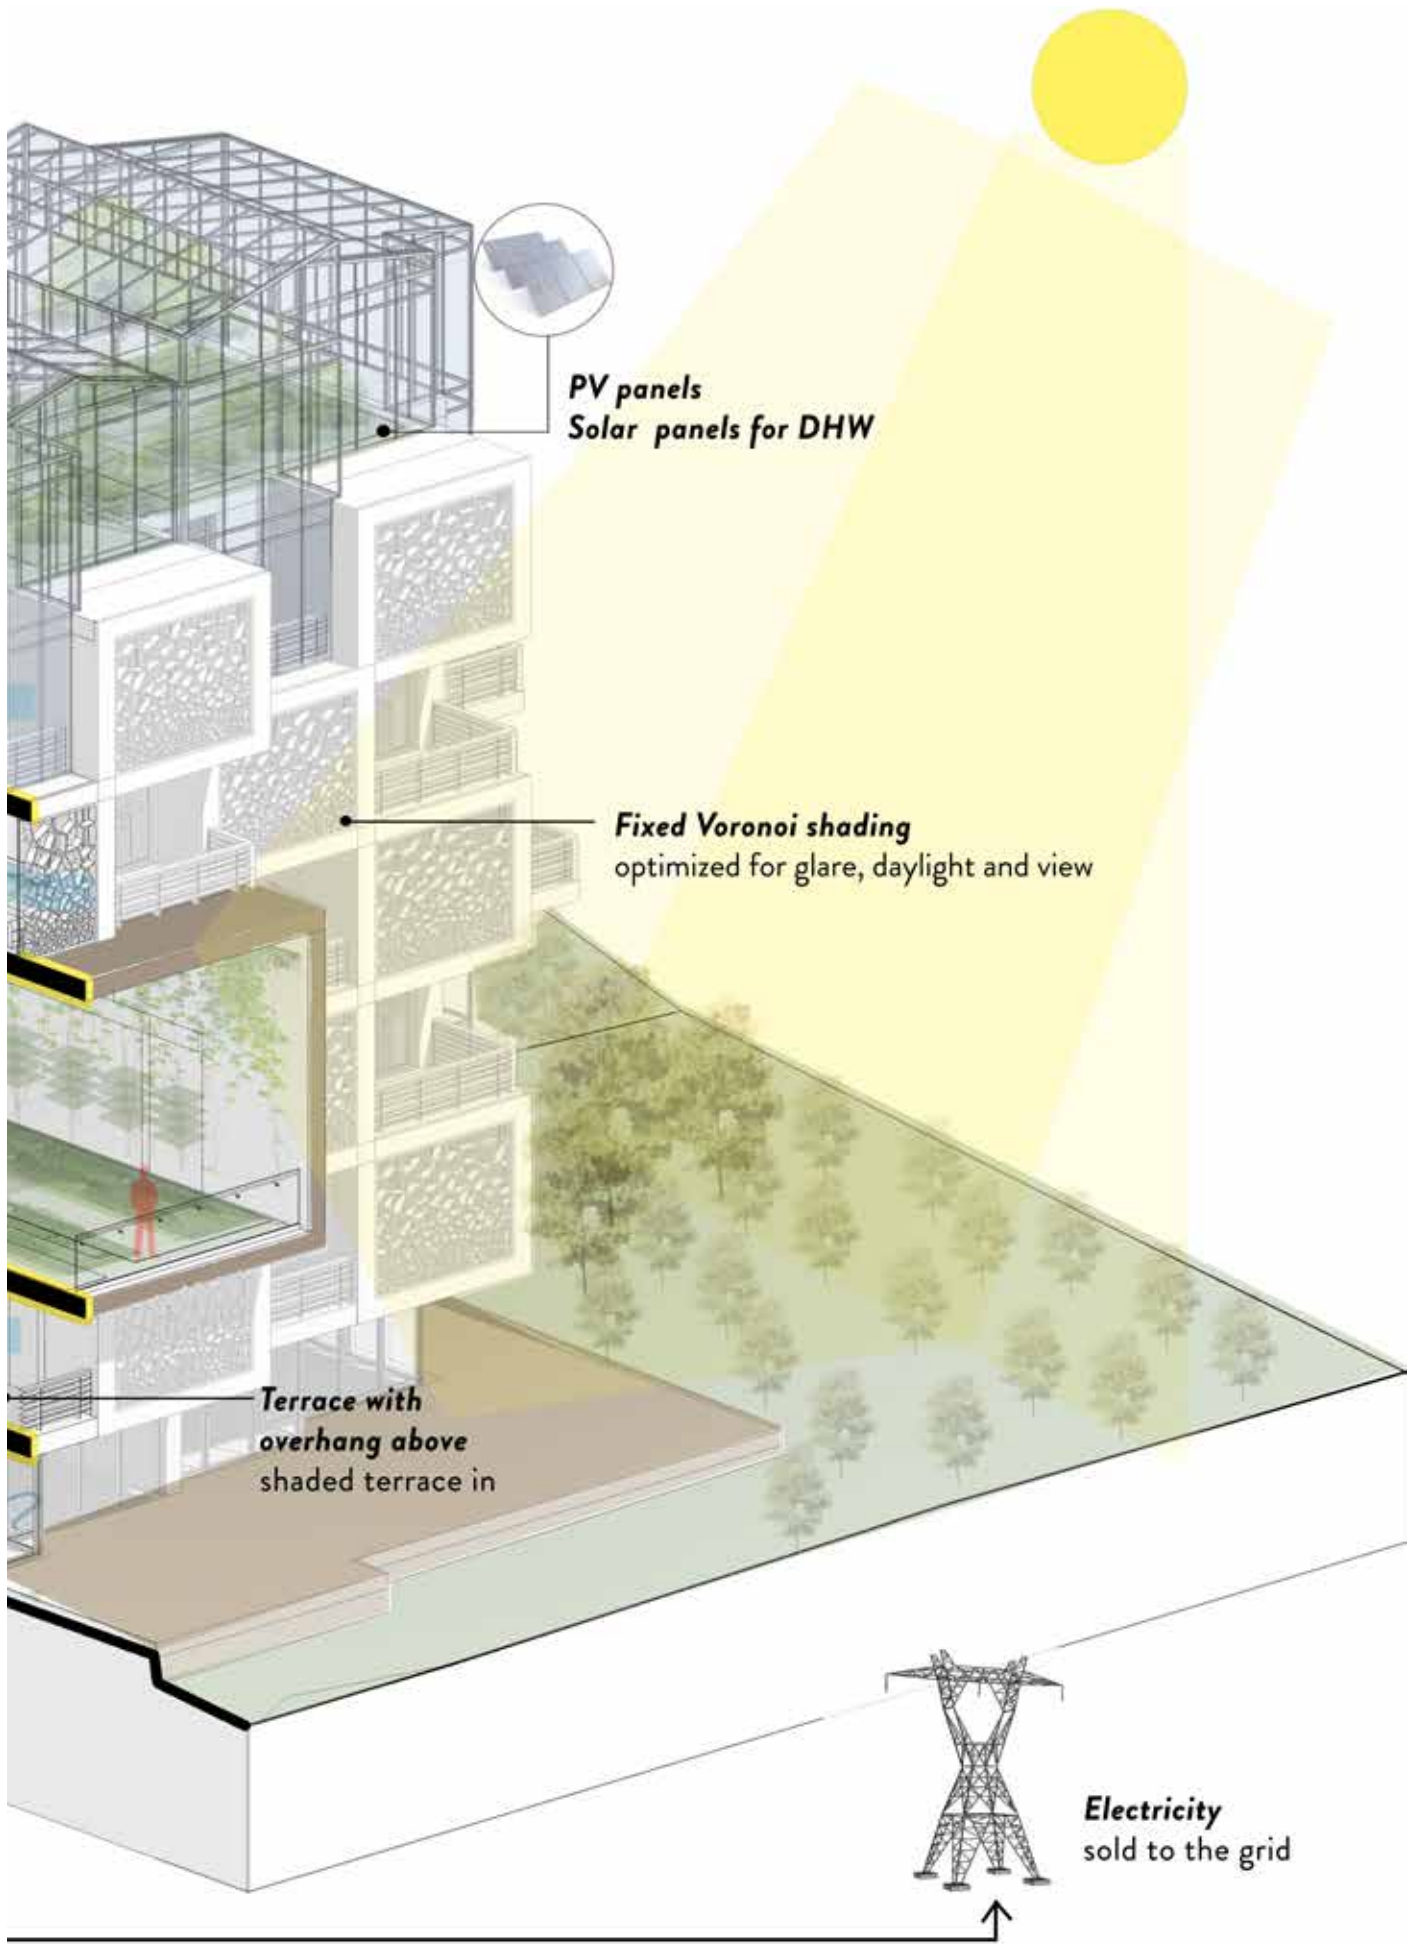 PV panels
Solar panels for DHW
Fixed Voronoi shading
optimized for glare, daylight and view
Terrace with
overhang above
shaded terrace in
Electricity
sold to the grid